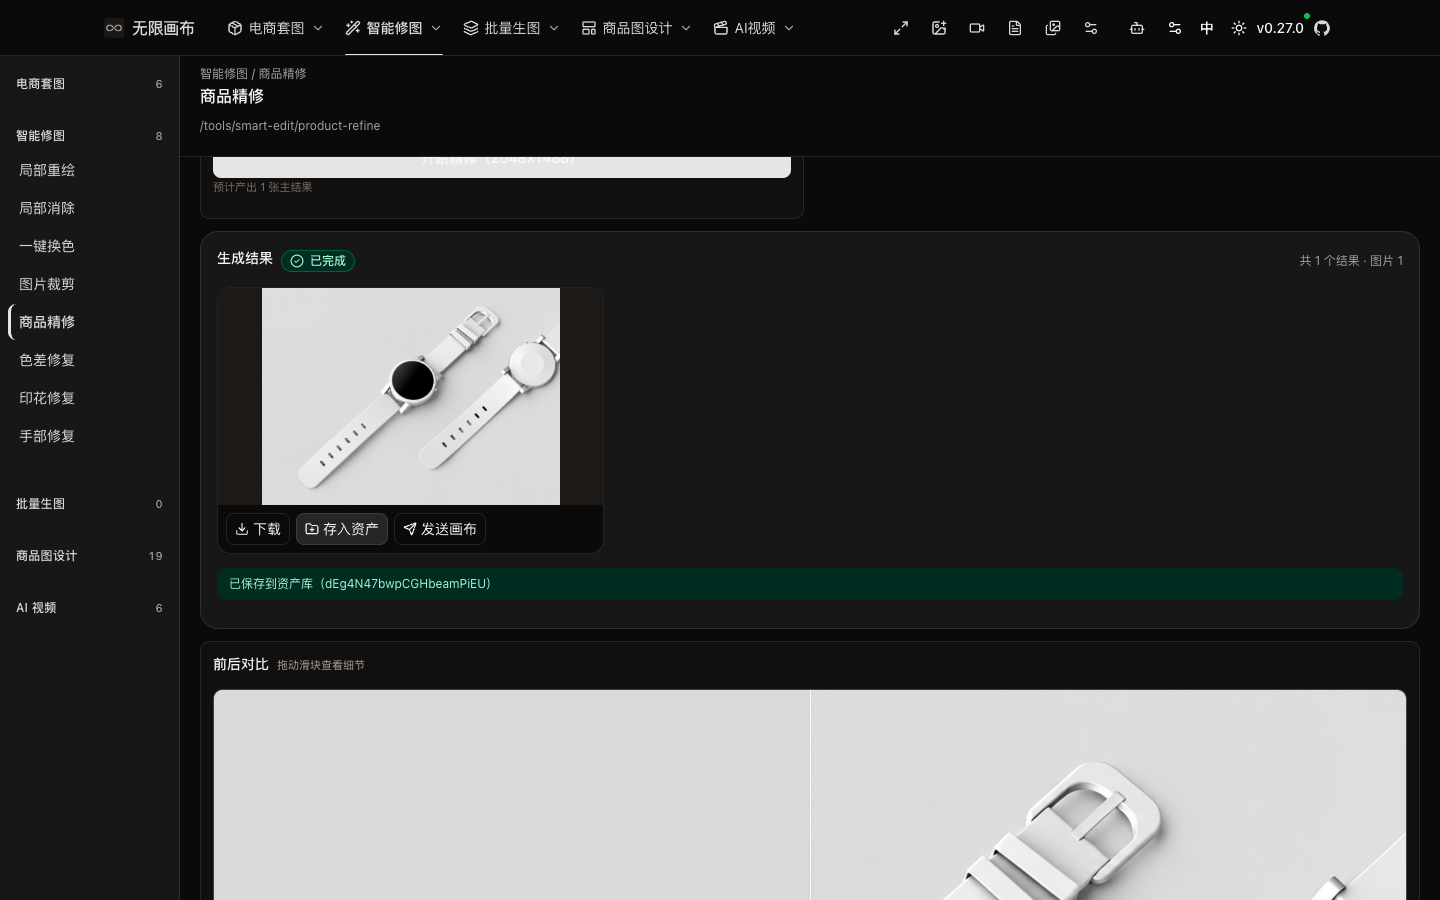 无限画布
电商套图
智能修图
批量生图
商品图设计
AI视频
中
v0.27.0
电商套图 6
智能修图 8
局部重绘
局部消除
一键换色
图片裁剪
商品精修
色差修复
印花修复
手部修复
批量生图 0
商品图设计 19
AI 视频 6
智能修图 / 商品精修
商品精修
/tools/smart-edit/product-refine
开始精修（2048×1488）
预计产出 1 张主结果
生成结果 已完成
共 1 个结果 · 图片 1
下载
存入资产
发送画布
已保存到资产库（dEg4N47bwpCGHbeamPiEU）
前后对比 拖动滑块查看细节